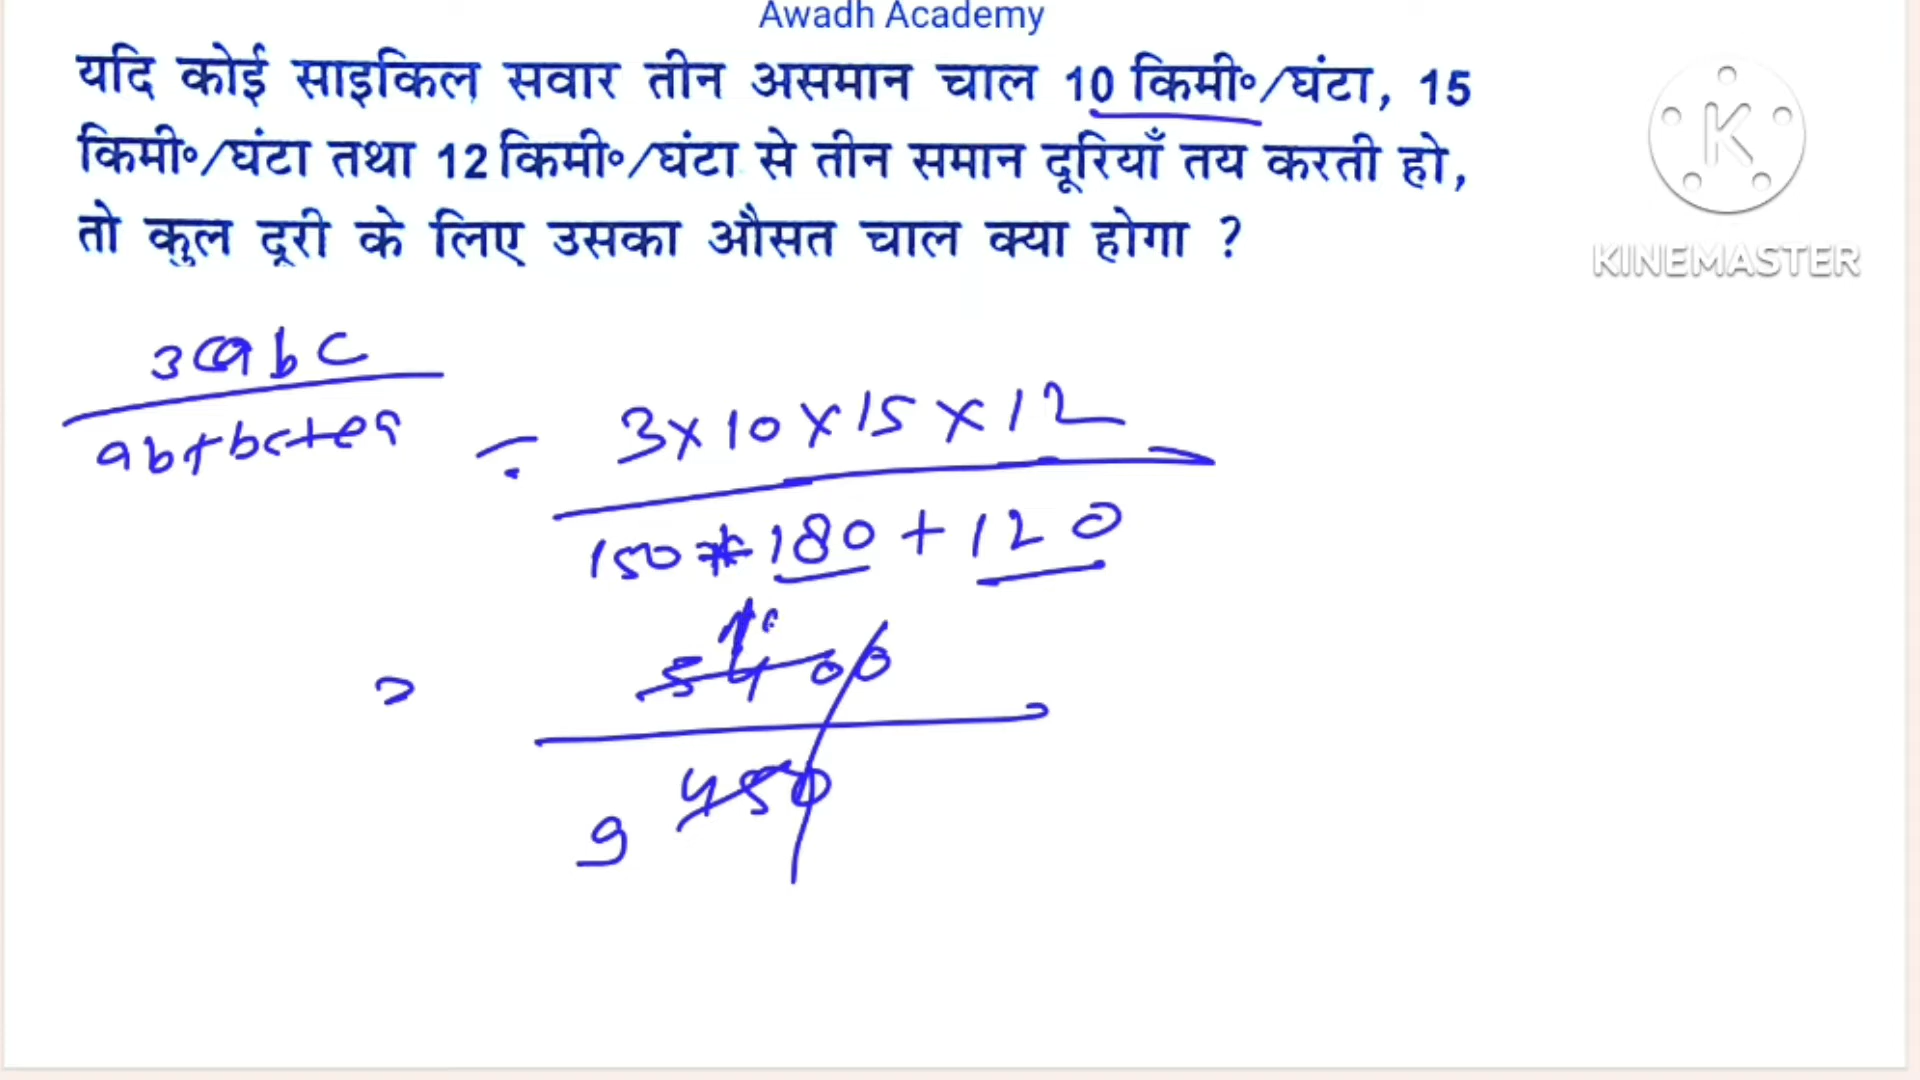 Awadh Academy
यदि कोई साइकिल सवार तीन असमान चाल 10 किमी॰/घंटा, 15
किमी॰/घंटा तथा 12 किमी॰/घंटा से तीन समान दूरियाँ तय करती हो,
तो कुल दूरी के लिए उसका औसत चाल क्या होगा ?
K
KINEMASTER
3abc
ab+bc+ca
= 3×10×15×12
150+180+120
= 5400
450
9